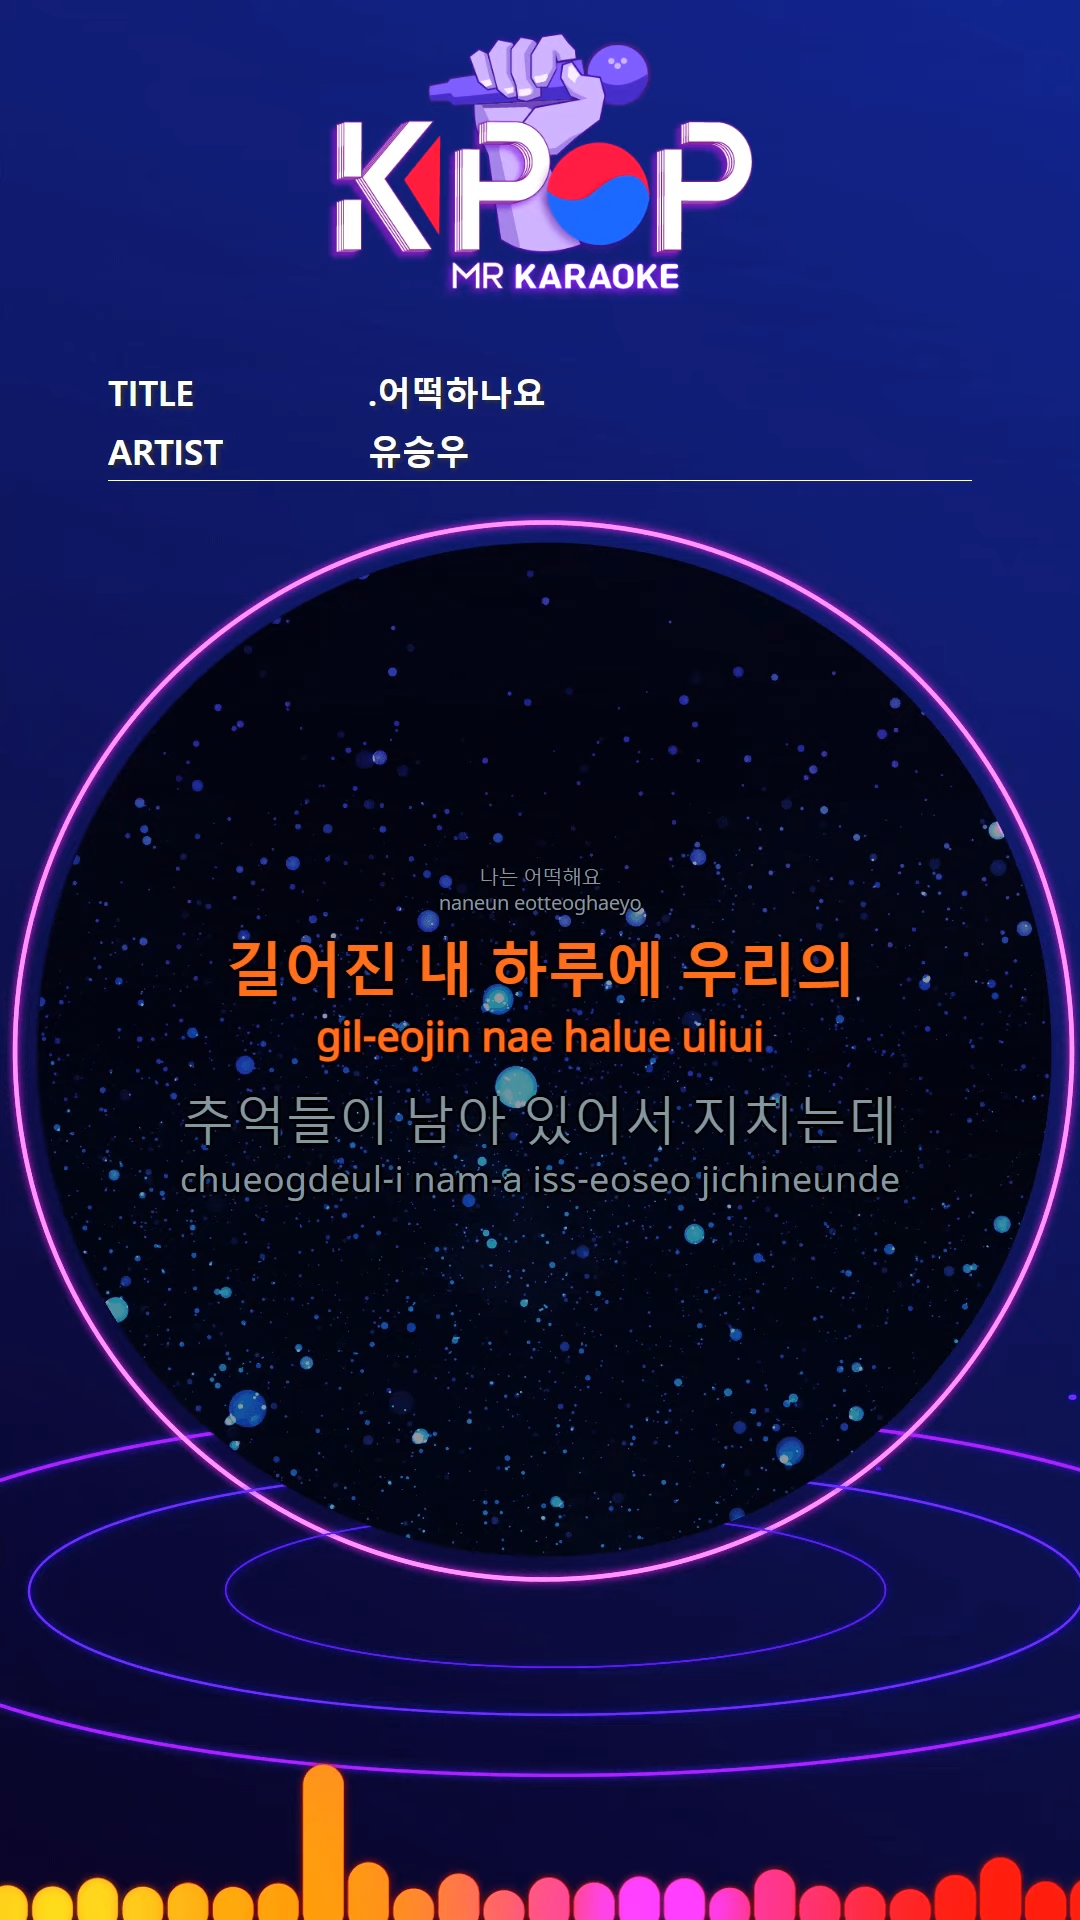 KPOP
MR KARAOKE
TITLE .어떡하나요
ARTIST 유승우
나는 어떡해요
naneun eotteoghaeyo
길어진 내 하루에 우리의
gil-eojin nae halue uliui
추억들이 남아 있어서 지치는데
chueogdeul-i nam-a iss-eoseo jichineunde